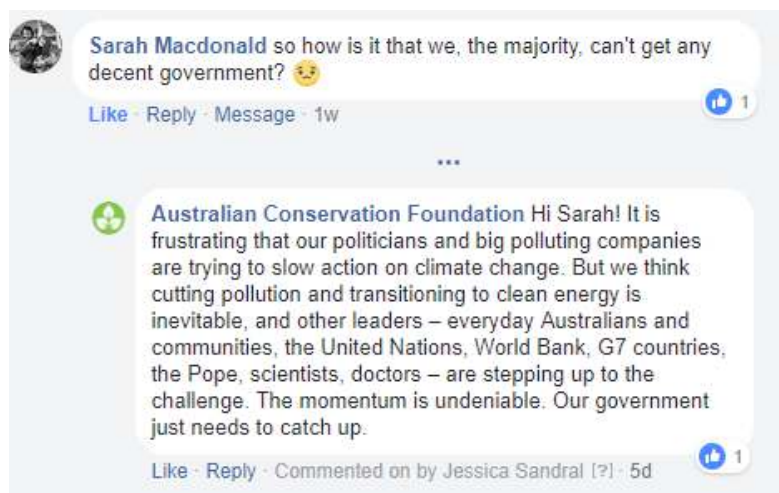 Sarah Macdonald so how is it that we, the majority, can't get any
decent government? 😔
Like · Reply · Message · 1w
1
...
Australian Conservation Foundation Hi Sarah! It is
frustrating that our politicians and big polluting companies
are trying to slow action on climate change. But we think
cutting pollution and transitioning to clean energy is
inevitable, and other leaders – everyday Australians and
communities, the United Nations, World Bank, G7 countries,
the Pope, scientists, doctors – are stepping up to the
challenge. The momentum is undeniable. Our government
just needs to catch up.
1
Like · Reply · Commented on by Jessica Sandral [?] · 5d